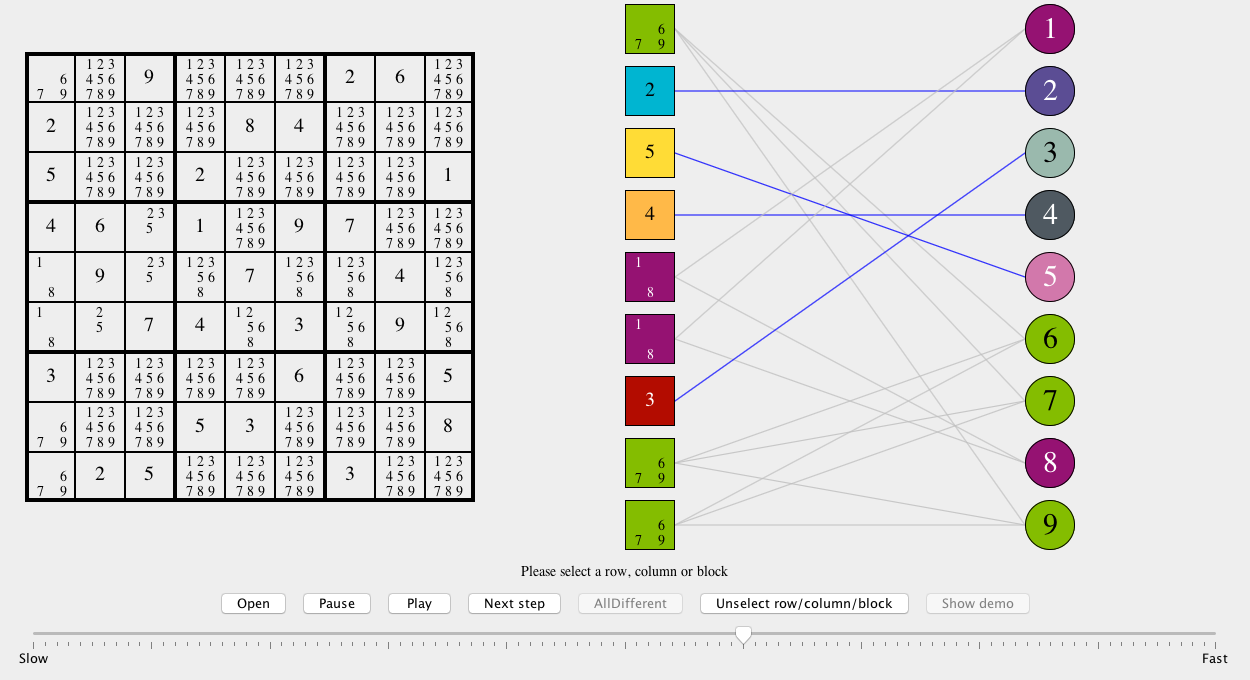 1 2 3 1 2 3 1 2 3 1 2 3 1 2 3
6 4 5 6 9 4 5 6 4 5 6 4 5 6 2 6 4 5 6
7 9 7 8 9 7 8 9 7 8 9 7 8 9 7 8 9
1 2 3 1 2 3 1 2 3 1 2 3 1 2 3 1 2 3
2 4 5 6 4 5 6 4 5 6 8 4 4 5 6 4 5 6 4 5 6
7 8 9 7 8 9 7 8 9 7 8 9 7 8 9 7 8 9
1 2 3 1 2 3 1 2 3 1 2 3 1 2 3 1 2 3
5 4 5 6 4 5 6 2 4 5 6 4 5 6 4 5 6 4 5 6 1
7 8 9 7 8 9 7 8 9 7 8 9 7 8 9 7 8 9
2 3 1 2 3 1 2 3 1 2 3
4 6 5 1 4 5 6 9 7 4 5 6 4 5 6
7 8 9 7 8 9 7 8 9
1 2 3 1 2 3 1 2 3 1 2 3 1 2 3
9 5 5 6 7 5 6 5 6 4 5 6
8 8 8 8 8
1 2 1 2 1 2 1 2
5 7 4 5 6 3 5 6 9 5 6
8 8 8 8
1 2 3 1 2 3 1 2 3 1 2 3 1 2 3 1 2 3
3 4 5 6 4 5 6 4 5 6 4 5 6 6 4 5 6 4 5 6 5
7 8 9 7 8 9 7 8 9 7 8 9 7 8 9 7 8 9
1 2 3 1 2 3 1 2 3 1 2 3 1 2 3
6 4 5 6 4 5 6 5 3 4 5 6 4 5 6 4 5 6 8
7 9 7 8 9 7 8 9 7 8 9 7 8 9 7 8 9
1 2 3 1 2 3 1 2 3 1 2 3 1 2 3
6 2 5 4 5 6 4 5 6 4 5 6 3 4 5 6 4 5 6
7 9 7 8 9 7 8 9 7 8 9 7 8 9 7 8 9
6
7 9
2
5
4
1
8
1
8
3
6
7 9
6
7 9
1
2
3
4
5
6
7
8
9
Please select a row, column or block
Open Pause Play Next step AllDifferent Unselect row/column/block Show demo
Slow Fast